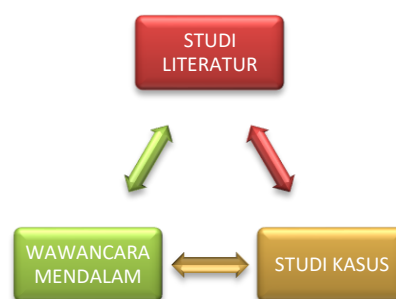 STUDI
LITERATUR
WAWANCARA
MENDALAM
STUDI KASUS